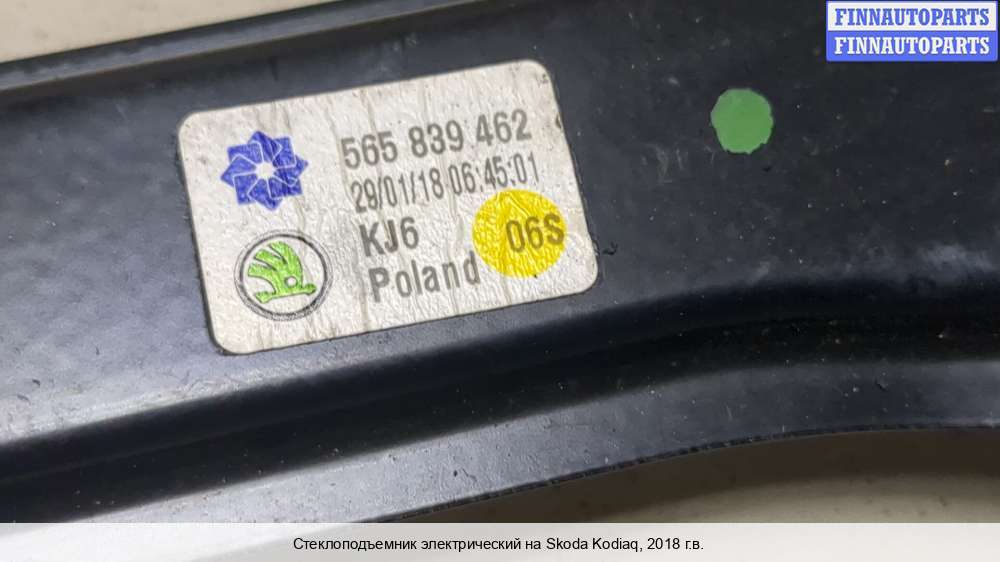 FINNAUTOPARTS
FINNAUTOPARTS
565 839 462
29/01/18 06:45:01
KJ6 06S
Poland
Стеклоподъемник электрический на Skoda Kodiaq, 2018 г.в.